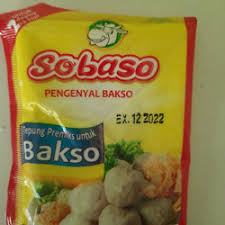 Sobaso
PENGENYAL BAKSO
EX. 12 2022
Tepung Premiks untuk
Bakso